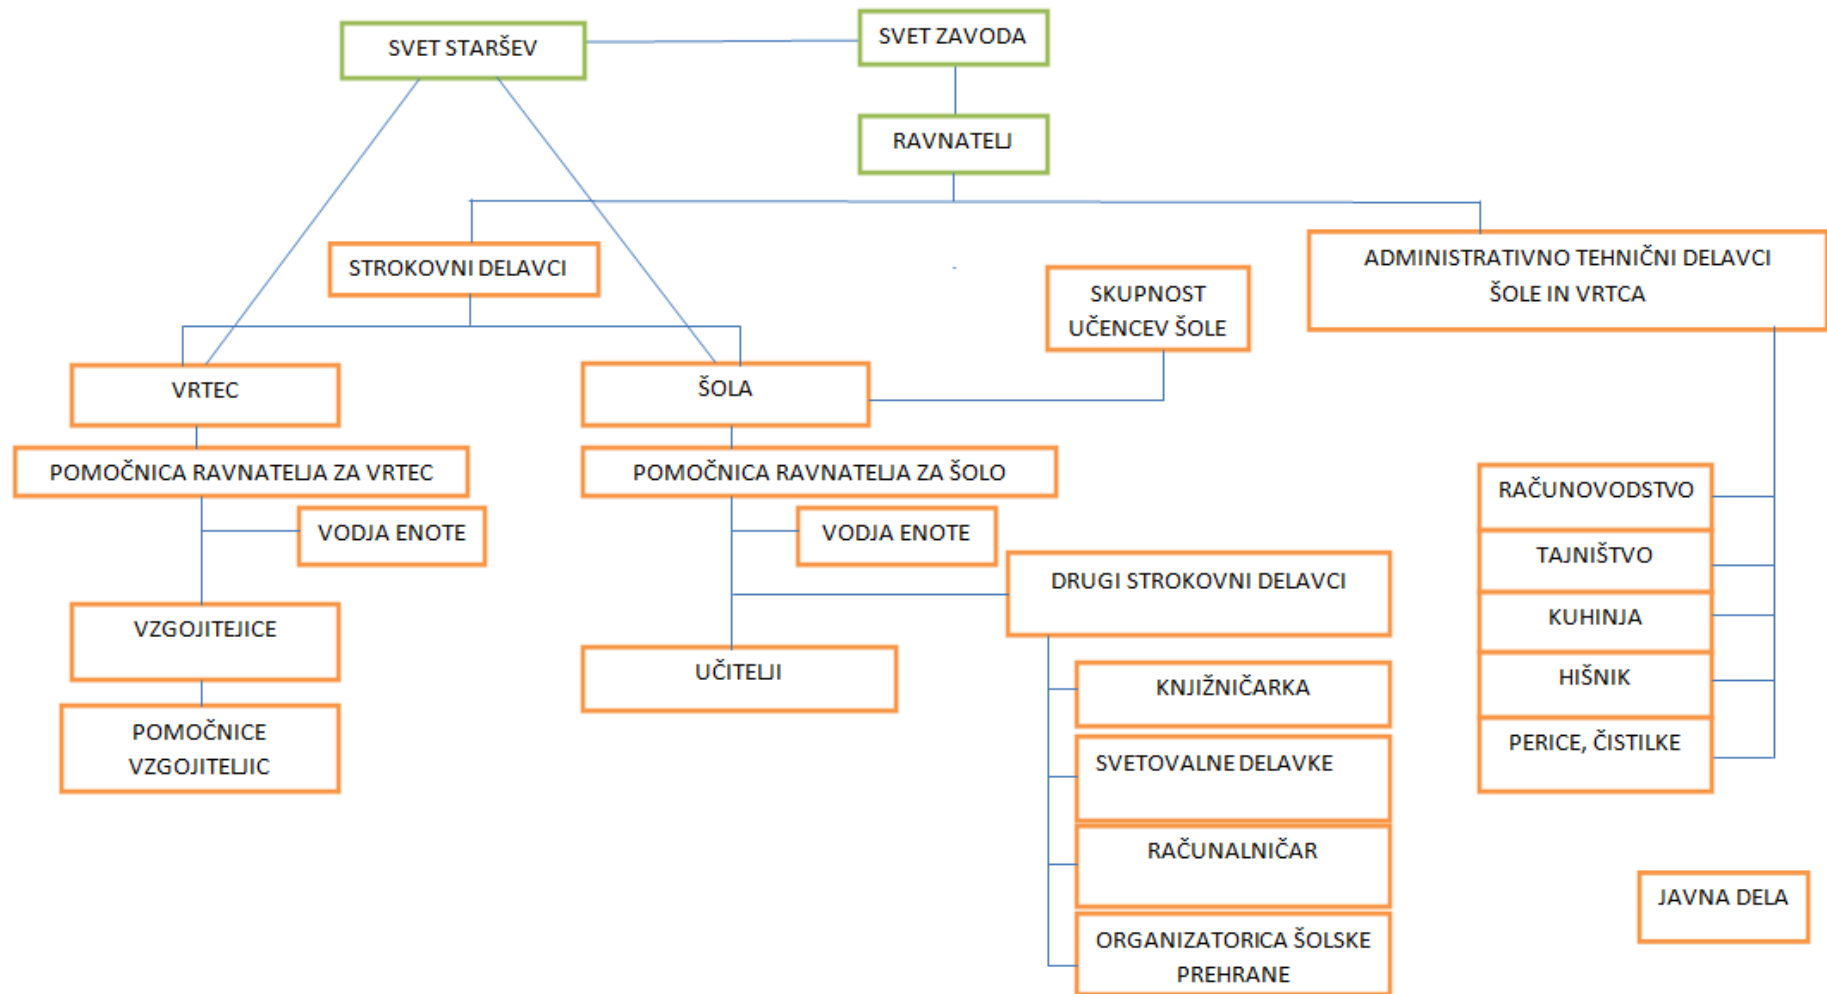 SVET STARŠEV
SVET ZAVODA
RAVNATELJ
STROKOVNI DELAVCI
SKUPNOST
UČENCEV ŠOLE
ADMINISTRATIVNO TEHNIČNI DELAVCI
ŠOLE IN VRTCA
VRTEC
ŠOLA
POMOČNICA RAVNATELJA ZA VRTEC
POMOČNICA RAVNATELJA ZA ŠOLO
VODJA ENOTE
VODJA ENOTE
VZGOJITEJICE
POMOČNICE
VZGOJITELJIC
UČITELJI
DRUGI STROKOVNI DELAVCI
KNJIŽNIČARKA
SVETOVALNE DELAVKE
RAČUNALNIČAR
ORGANIZATORICA ŠOLSKE
PREHRANE
RAČUNOVODSTVO
TAJNIŠTVO
KUHINJA
HIŠNIK
PERICE, ČISTILKE
JAVNA DELA